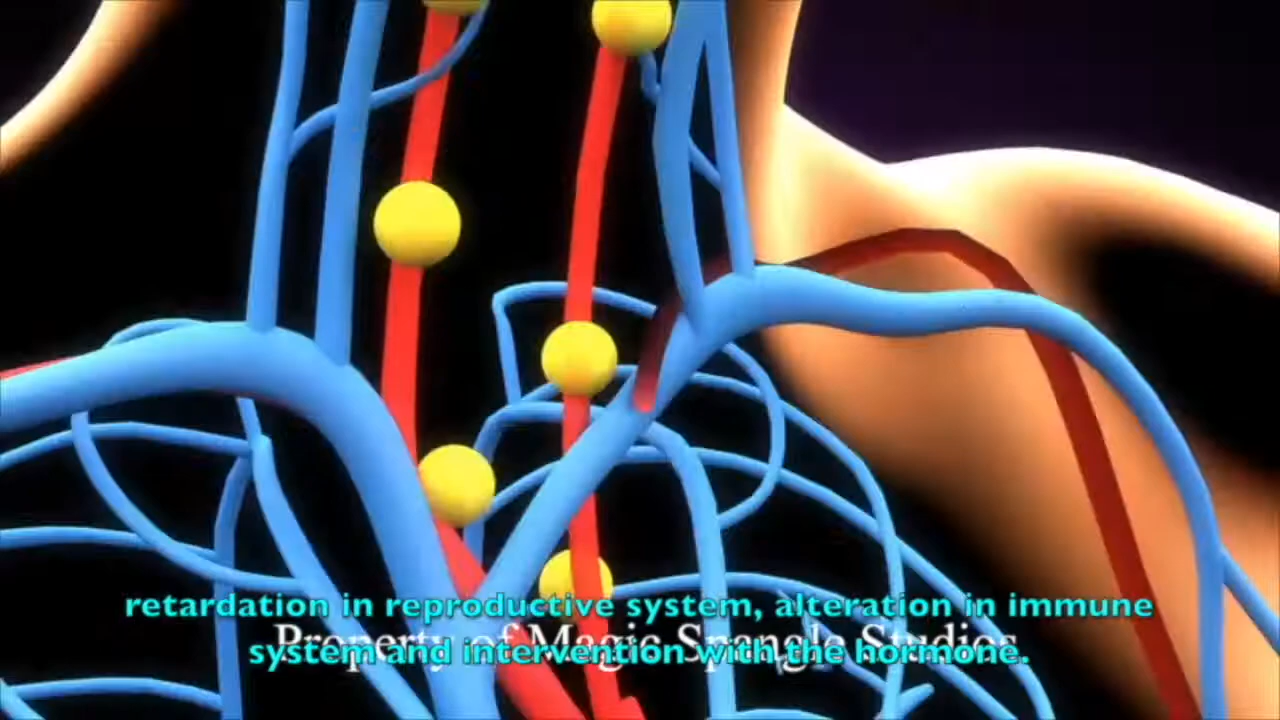 retardation in reproductive system, alteration in immune
Property of Magic Spangle Studios
system and intervention with the hormone.